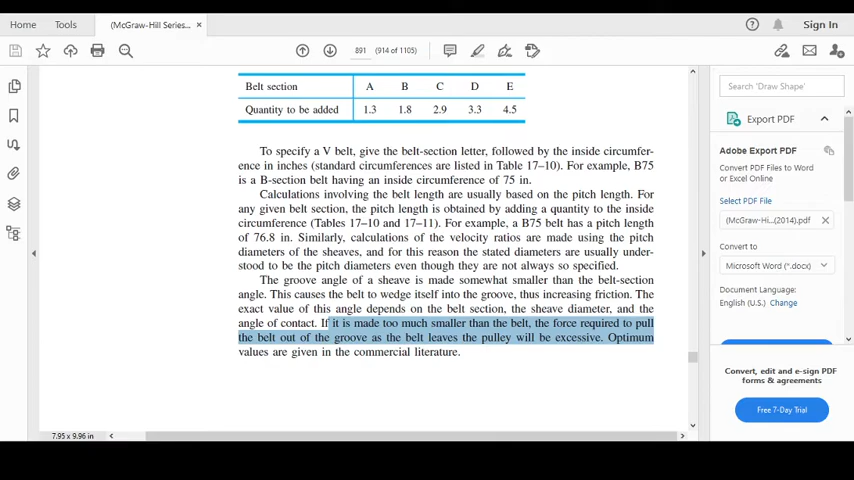 Home Tools (McGraw-Hill Series... × Sign In
891 (914 of 1105)
Belt section A B C D E
Quantity to be added 1.3 1.8 2.9 3.3 4.5
To specify a V belt, give the belt-section letter, followed by the inside circumfer-
ence in inches (standard circumferences are listed in Table 17–10). For example, B75
is a B-section belt having an inside circumference of 75 in.
Calculations involving the belt length are usually based on the pitch length. For
any given belt section, the pitch length is obtained by adding a quantity to the inside
circumference (Tables 17–10 and 17–11). For example, a B75 belt has a pitch length
of 76.8 in. Similarly, calculations of the velocity ratios are made using the pitch
diameters of the sheaves, and for this reason the stated diameters are usually under-
stood to be the pitch diameters even though they are not always so specified.
The groove angle of a sheave is made somewhat smaller than the belt-section
angle. This causes the belt to wedge itself into the groove, thus increasing friction. The
exact value of this angle depends on the belt section, the sheave diameter, and the
angle of contact. If it is made too much smaller than the belt, the force required to pull
the belt out of the groove as the belt leaves the pulley will be excessive. Optimum
values are given in the commercial literature.
7.95 x 9.96 in
Search 'Draw Shape'
Export PDF
Adobe Export PDF
Convert PDF Files to Word
or Excel Online
Select PDF File
(McGraw-Hi...(2014).pdf ×
Convert to
Microsoft Word (*.docx)
Document Language:
English (U.S.) Change
Convert, edit and e-sign PDF
forms & agreements
Free 7-Day Trial